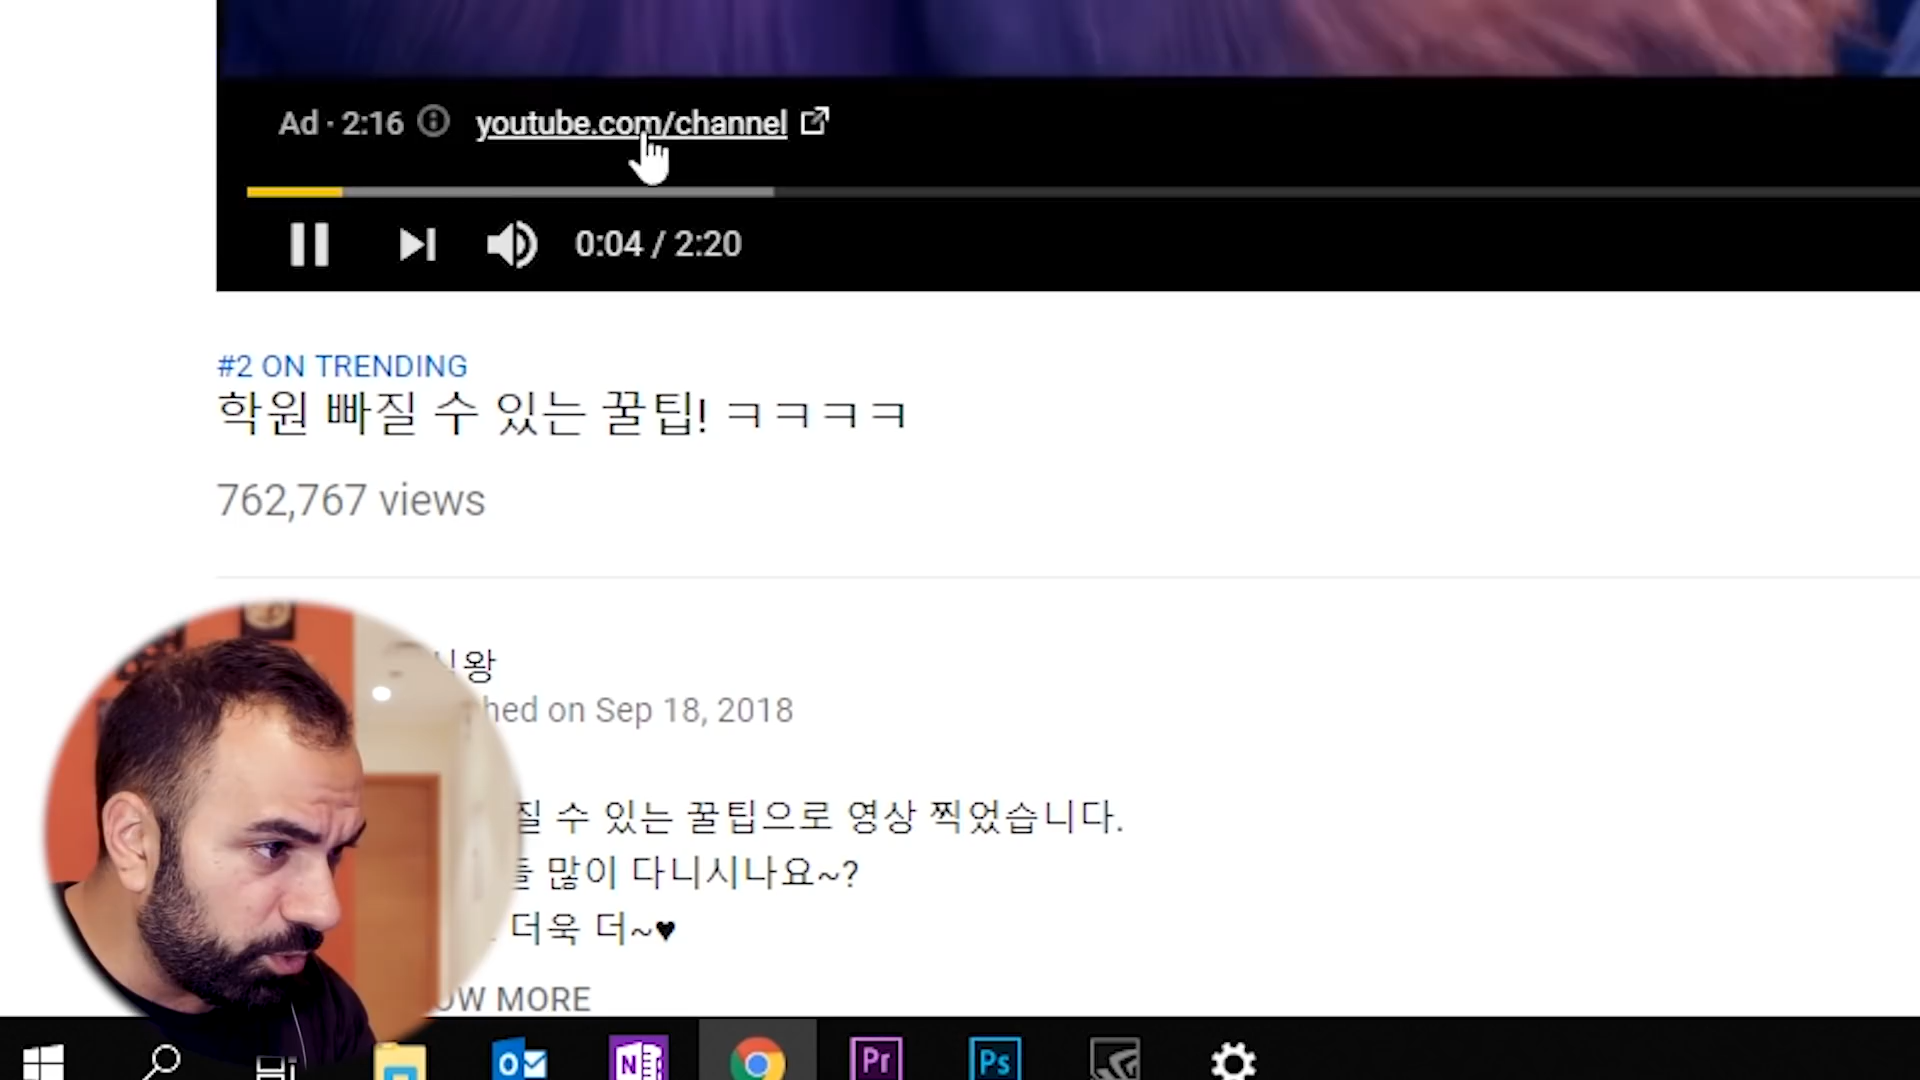 Ad · 2:16 youtube.com/channel
0:04 / 2:20
#2 ON TRENDING
학원 빠질 수 있는 꿀팁! ㅋㅋㅋㅋ
762,767 views
왕
hed on Sep 18, 2018
질 수 있는 꿀팁으로 영상 찍었습니다.
많이 다니시나요~?
더욱 더~♥
OW MORE
O N Pr Ps